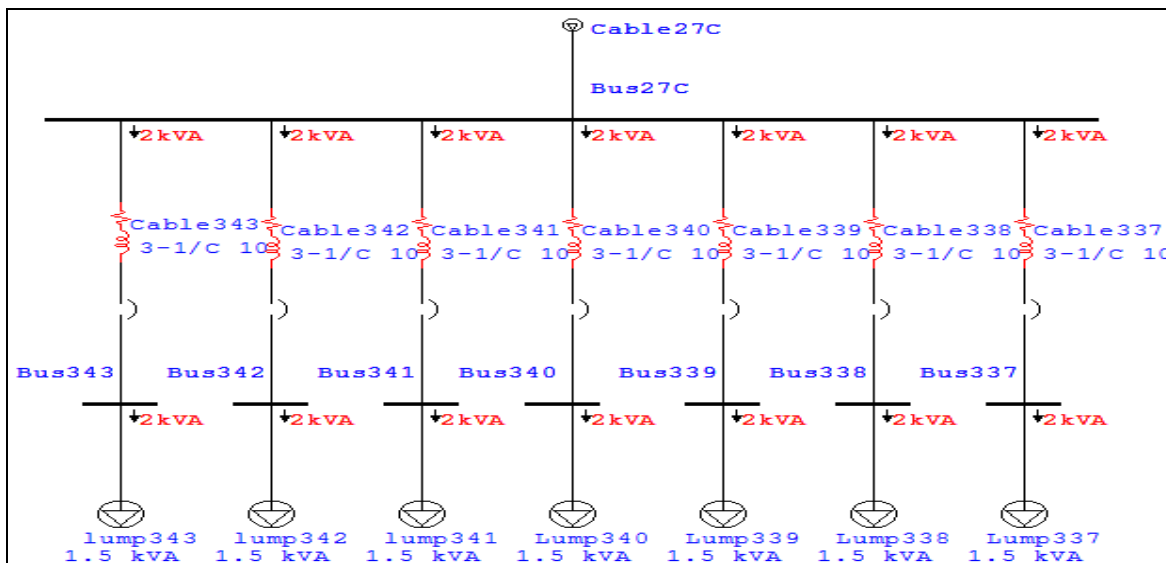 Cable27C
Bus27C
2kVA 2kVA 2kVA 2kVA 2kVA 2kVA 2kVA
Cable343 Cable342 Cable341 Cable340 Cable339 Cable338 Cable337
3-1/C 10 3-1/C 10 3-1/C 10 3-1/C 10 3-1/C 10 3-1/C 10 3-1/C 10
Bus343 Bus342 Bus341 Bus340 Bus339 Bus338 Bus337
2kVA 2kVA 2kVA 2kVA 2kVA 2kVA 2kVA
lump343 lump342 lump341 Lump340 Lump339 Lump338 Lump337
1.5 kVA 1.5 kVA 1.5 kVA 1.5 kVA 1.5 kVA 1.5 kVA 1.5 kVA